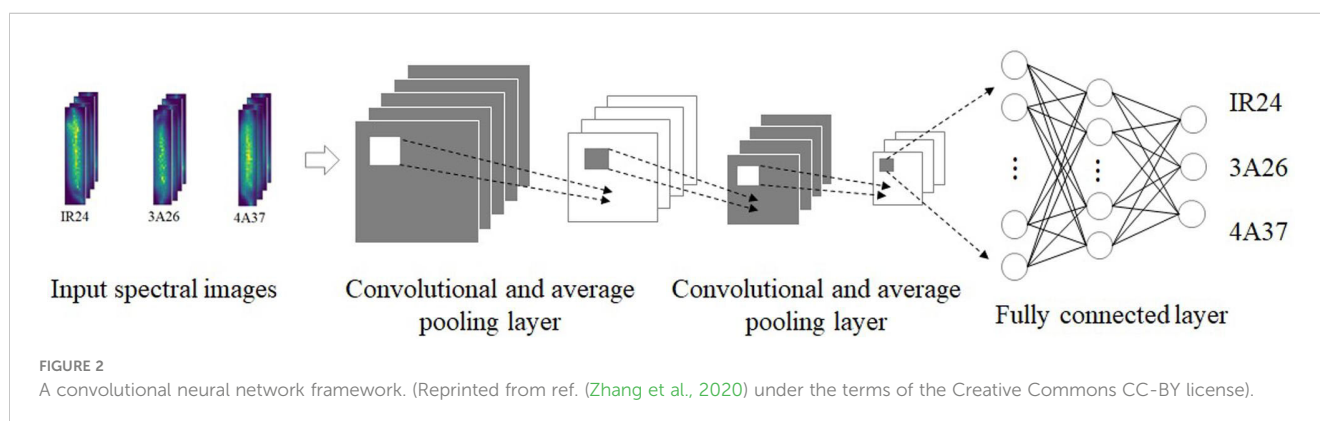 IR24
3A26
4A37
IR24
3A26
4A37
Input spectral images
Convolutional and average
pooling layer
Convolutional and average
pooling layer
Fully connected layer
FIGURE 2
A convolutional neural network framework. (Reprinted from ref. (Zhang et al., 2020) under the terms of the Creative Commons CC-BY license).